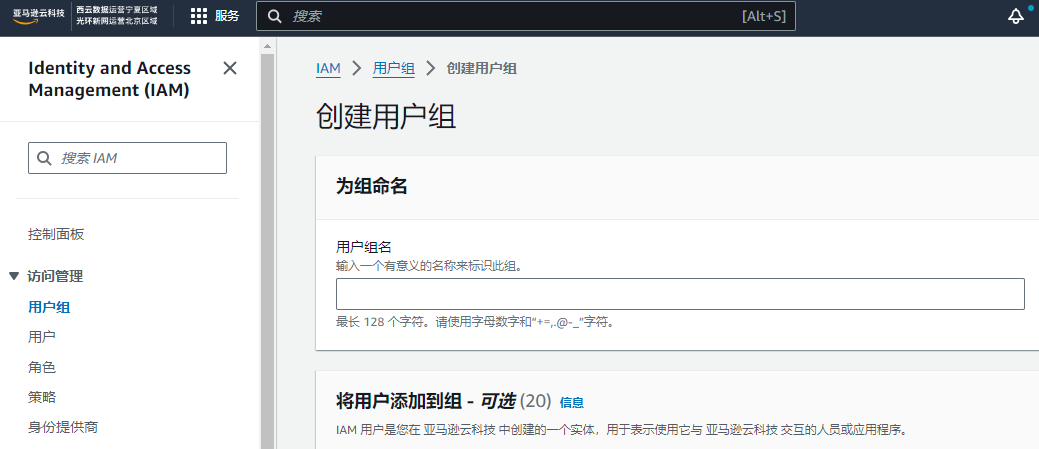 亚马逊云科技
西云数据运营宁夏区域
光环新网运营北京区域
服务
搜索
[Alt+S]
Identity and Access
Management (IAM)
搜索 IAM
控制面板
访问管理
用户组
用户
角色
策略
身份提供商
IAM
用户组
创建用户组
创建用户组
为组命名
用户组名
输入一个有意义的名称来标识此组。
最长 128 个字符。请使用字母数字和“+=,.@-_”字符。
将用户添加到组 - 可选 (20) 信息
IAM 用户是您在 亚马逊云科技 中创建的一个实体，用于表示使用它与 亚马逊云科技 交互的人员或应用程序。